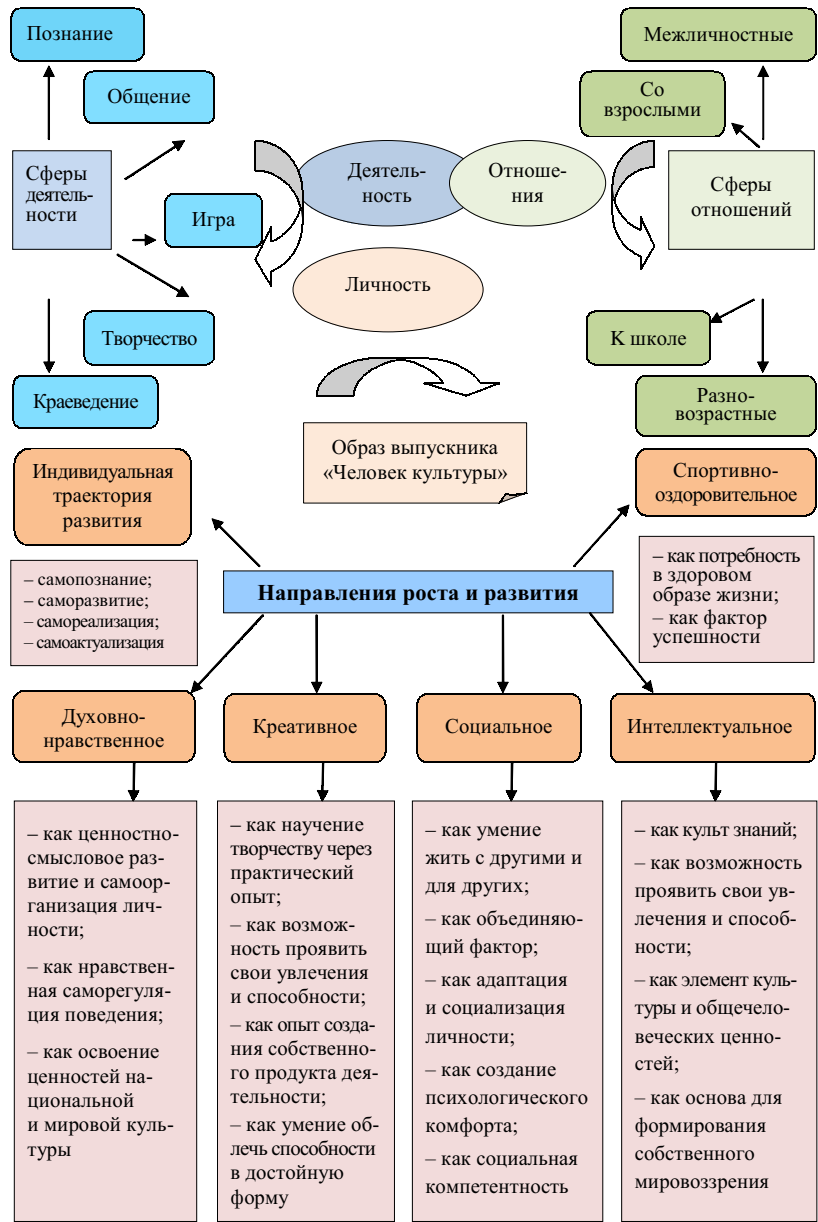 Познание
Межличностные
Общение
Со
взрослыми
Сферы
деятель-
ности
Деятель-
ность
Отноше-
ния
Сферы
отношений
Игра
Личность
Творчество
К школе
Краеведение
Разно-
возрастные
Образ выпускника
«Человек культуры»
Индивидуальная
траектория
развития
Спортивно-
оздоровительное
– самопознание;
– саморазвитие;
– самореализация;
– самоактуализация
Направления роста и развития
– как потребность
в здоровом
образе жизни;
– как фактор
успешности
Духовно-
нравственное
Креативное
Социальное
Интеллектуальное
– как ценностно-
смысловое раз-
витие и самоор-
ганизация лич-
ности;
– как нравствен-
ная саморегуля-
ция поведения;
– как освоение
ценностей на-
циональной
и мировой куль-
туры
– как научение
творчеству через
практический
опыт;
– как возмож-
ность проявить
свои увлечения
и способности;
– как опыт созда-
ния собственно-
го продукта дея-
тельности;
– как умение об-
лечь способности
в достойную
форму
– как умение
жить с другими и
для других;
– как объединяю-
щий фактор;
– как адаптация
и социализация
личности;
– как создание
психологического
комфорта;
– как социальная
компетентность
– как культ знаний;
– как возможность
проявить свои ув-
лечения и способ-
ности;
– как элемент куль-
туры и общечело-
веческих ценно-
стей;
– как основа для
формирования
собственного
мировоззрения